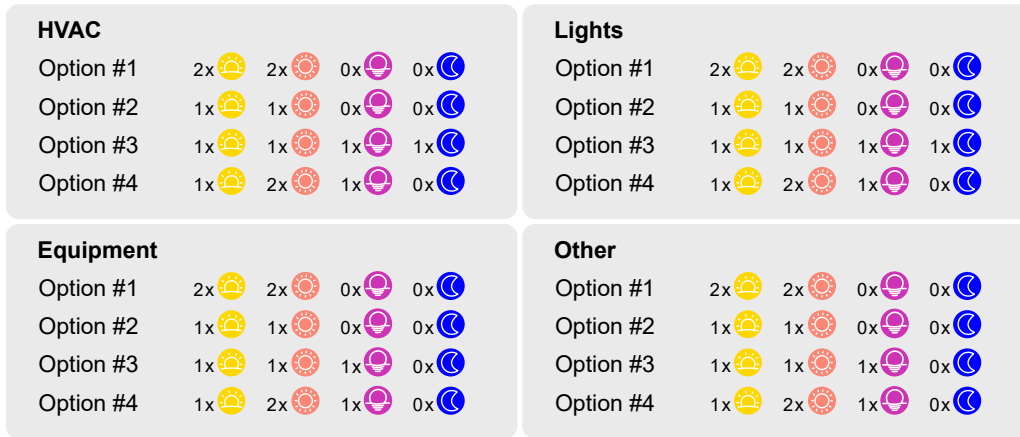 HVAC
Option #1 2x 2x 0x 0x
Option #2 1x 1x 0x 0x
Option #3 1x 1x 1x 1x
Option #4 1x 2x 1x 0x
Lights
Option #1 2x 2x 0x 0x
Option #2 1x 1x 0x 0x
Option #3 1x 1x 1x 1x
Option #4 1x 2x 1x 0x
Equipment
Option #1 2x 2x 0x 0x
Option #2 1x 1x 0x 0x
Option #3 1x 1x 1x 0x
Option #4 1x 2x 1x 0x
Other
Option #1 2x 2x 0x 0x
Option #2 1x 1x 0x 0x
Option #3 1x 1x 1x 0x
Option #4 1x 2x 1x 0x